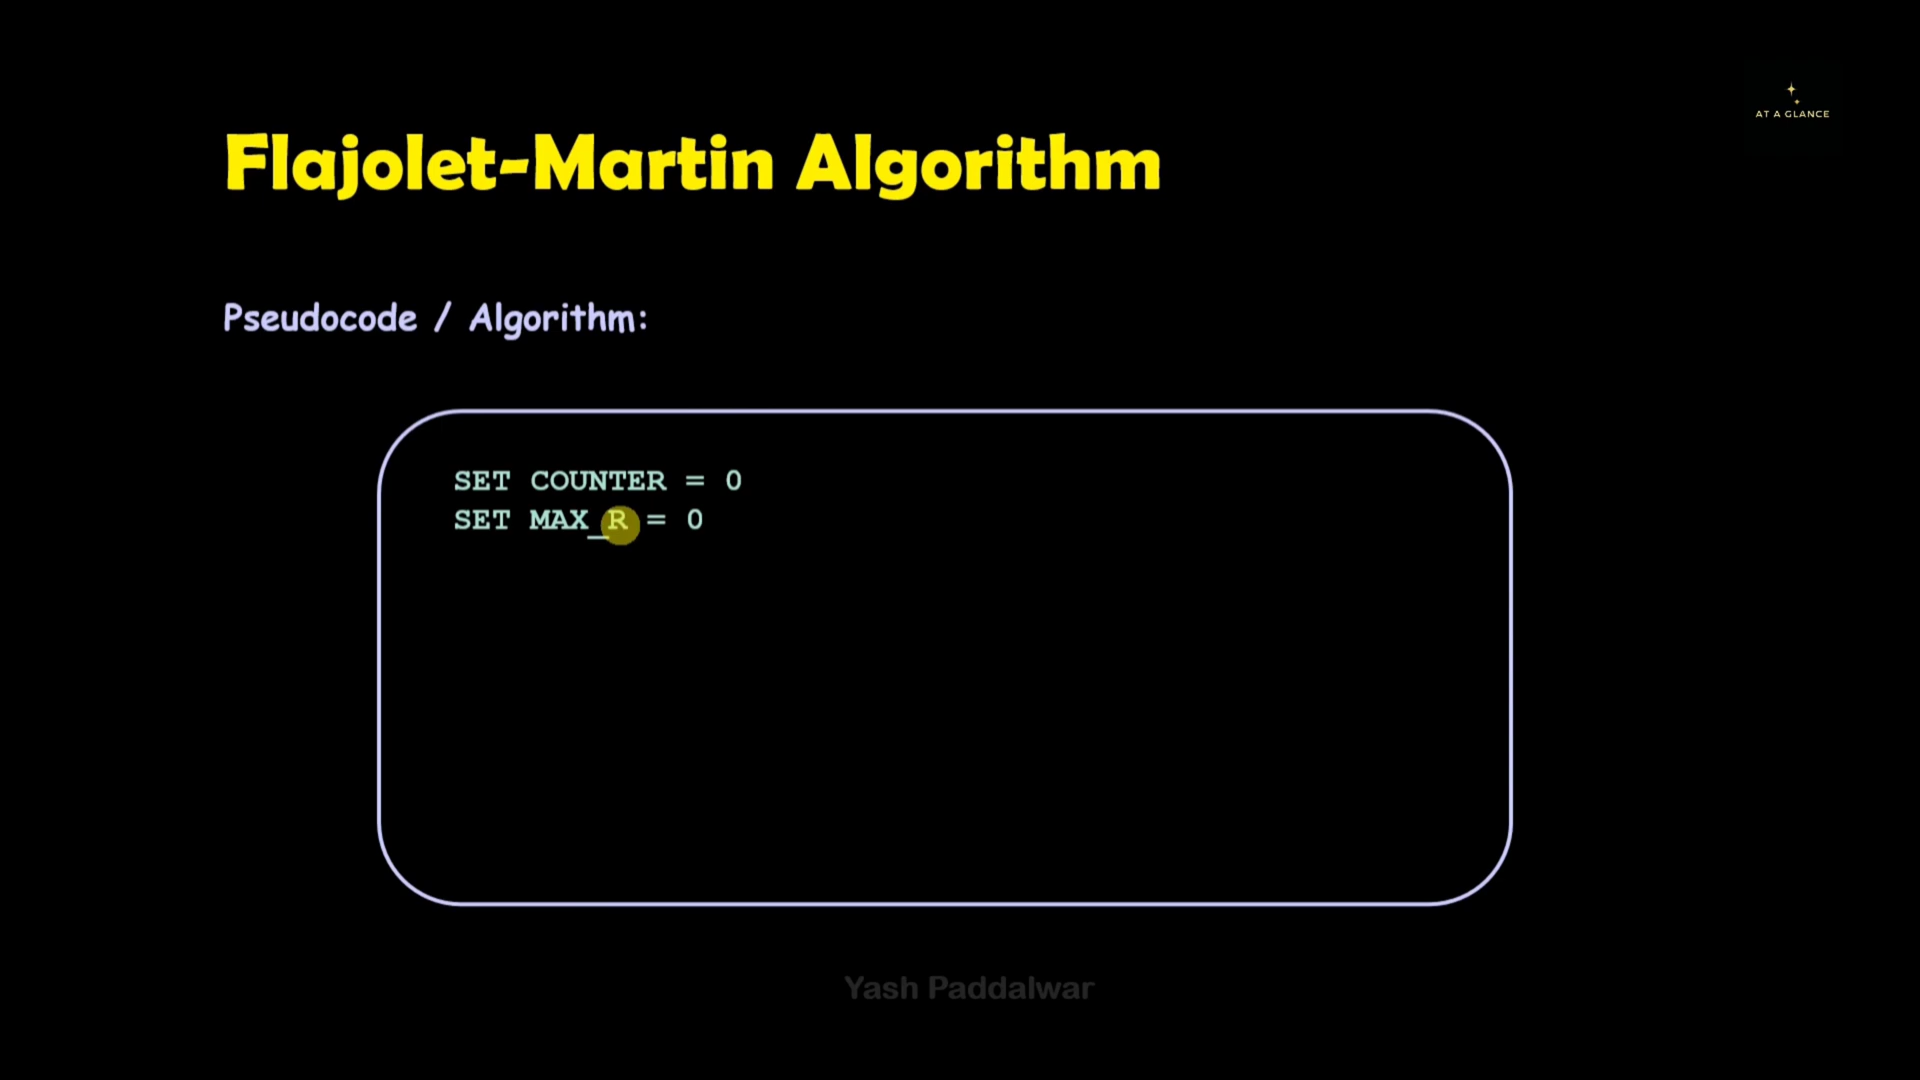 AT A GLANCE
Flajolet-Martin Algorithm
Pseudocode / Algorithm:
SET COUNTER = 0
SET MAX_R = 0
Yash Paddalwar